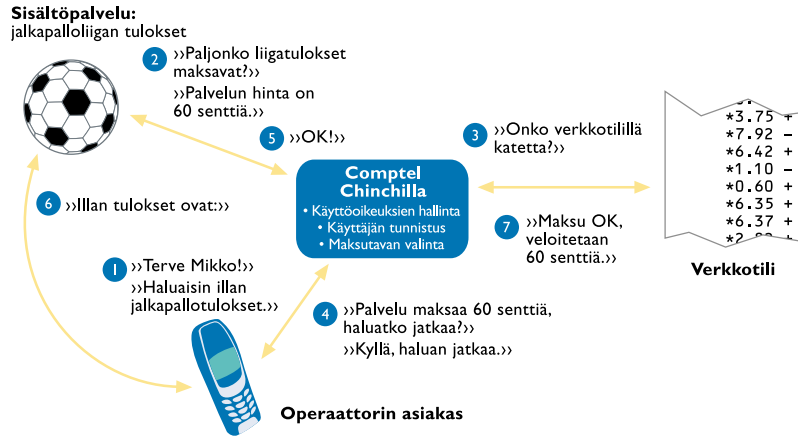 Sisältöpalvelu:
jalkapalloliigan tulokset
2 ››Paljonko liigatulokset
maksavat?››
››Palvelun hinta on
60 senttiä.››
5 ››OK!››
3 ››Onko verkkotilillä
katetta?››
*3.75 +
*7.92 –
*6.42 +
*1.10 –
*0.60 +
*6.35 +
*6.37 +
Comptel
Chinchilla
• Käyttöoikeuksien hallinta
• Käyttäjän tunnistus
• Maksutavan valinta
6 ››Illan tulokset ovat:››
7 ››Maksu OK,
veloitetaan
60 senttiä.››
Verkkotili
1 ››Terve Mikko!››
››Haluaisin illan
jalkapallotulokset.››
4 ››Palvelu maksaa 60 senttiä,
haluatko jatkaa?››
››Kyllä, haluan jatkaa.››
Operaattorin asiakas